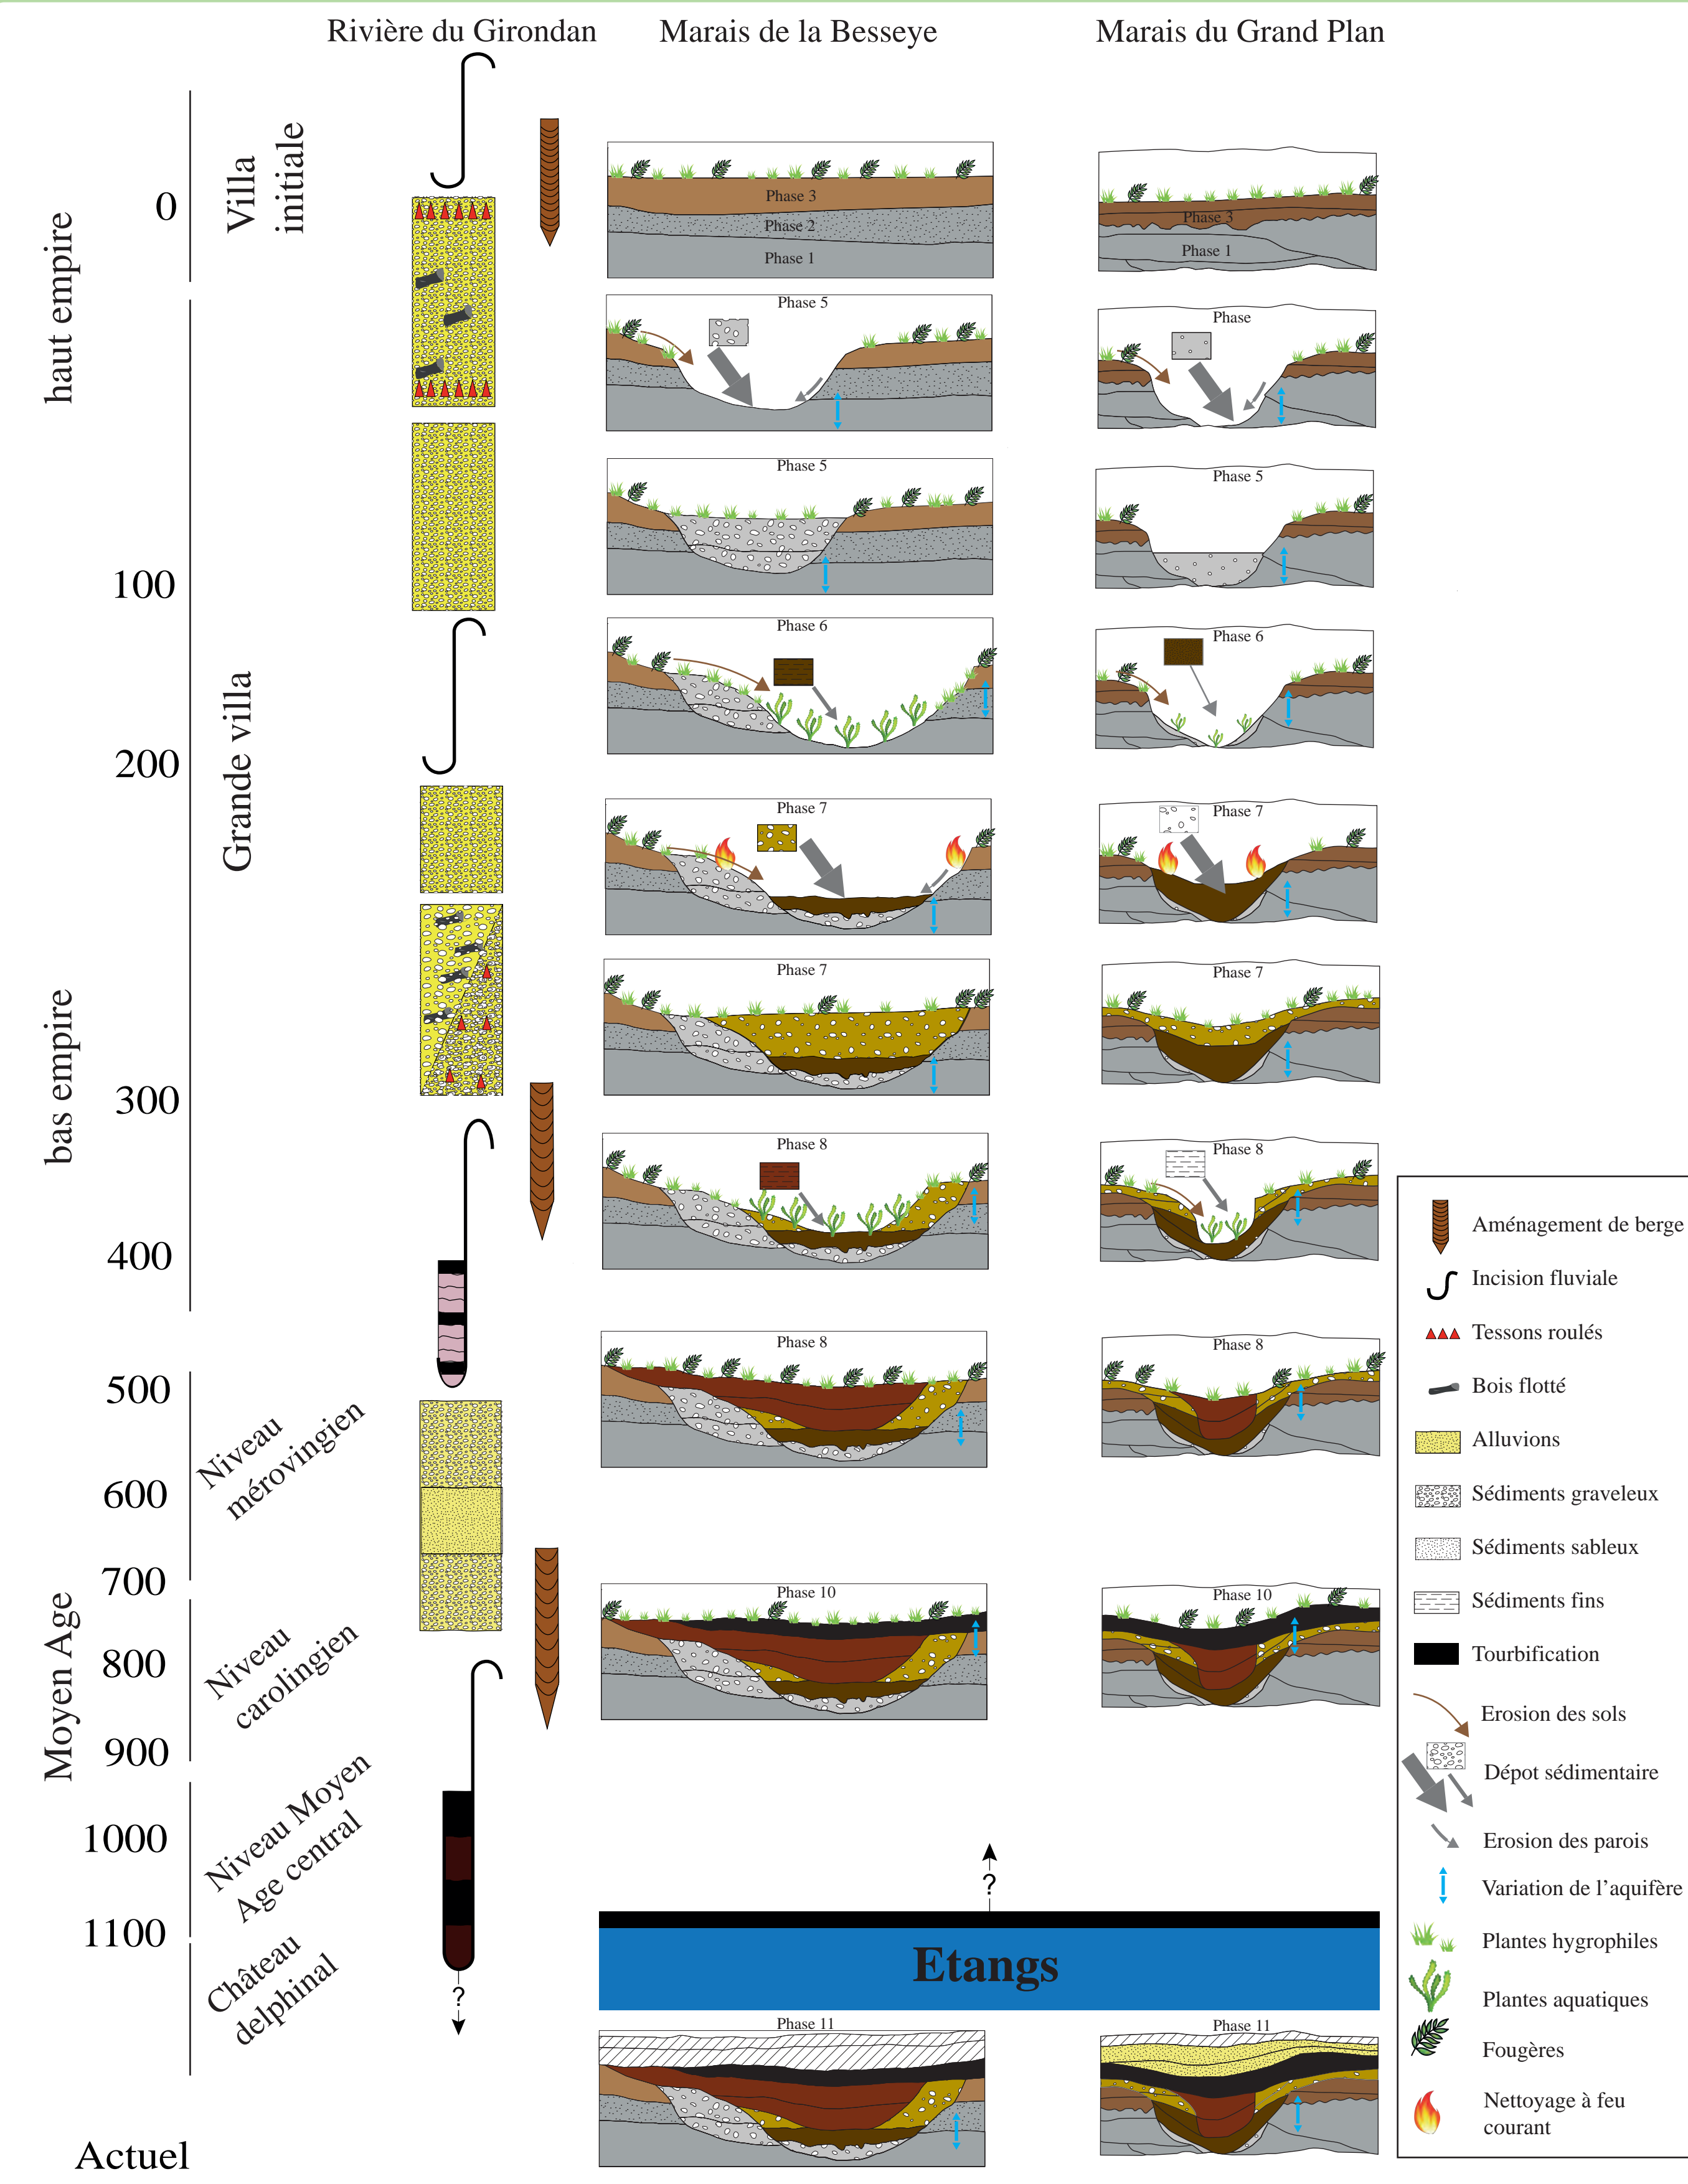 Rivière du Girondan
Marais de la Besseye
Marais du Grand Plan
haut empire
bas empire
Moyen Age
0
100
200
300
400
500
600
700
800
900
1000
1100
Actuel
Villa
initiale
Grande villa
Niveau
mérovingien
Niveau
carolingien
Niveau Moyen
Age central
Château
delphinal
?
Phase 3
Phase 2
Phase 1
Phase 3
Phase 1
Phase 5
Phase
Phase 5
Phase 5
Phase 6
Phase 6
Phase 7
Phase 7
Phase 7
Phase 7
Phase 8
Phase 8
Phase 8
Phase 8
Phase 10
Phase 10
?
Etangs
Phase 11
Phase 11
Aménagement de berge
Incision fluviale
Tessons roulés
Bois flotté
Alluvions
Sédiments graveleux
Sédiments sableux
Sédiments fins
Tourbification
Erosion des sols
Dépot sédimentaire
Erosion des parois
Variation de l'aquifère
Plantes hygrophiles
Plantes aquatiques
Fougères
Nettoyage à feu
courant